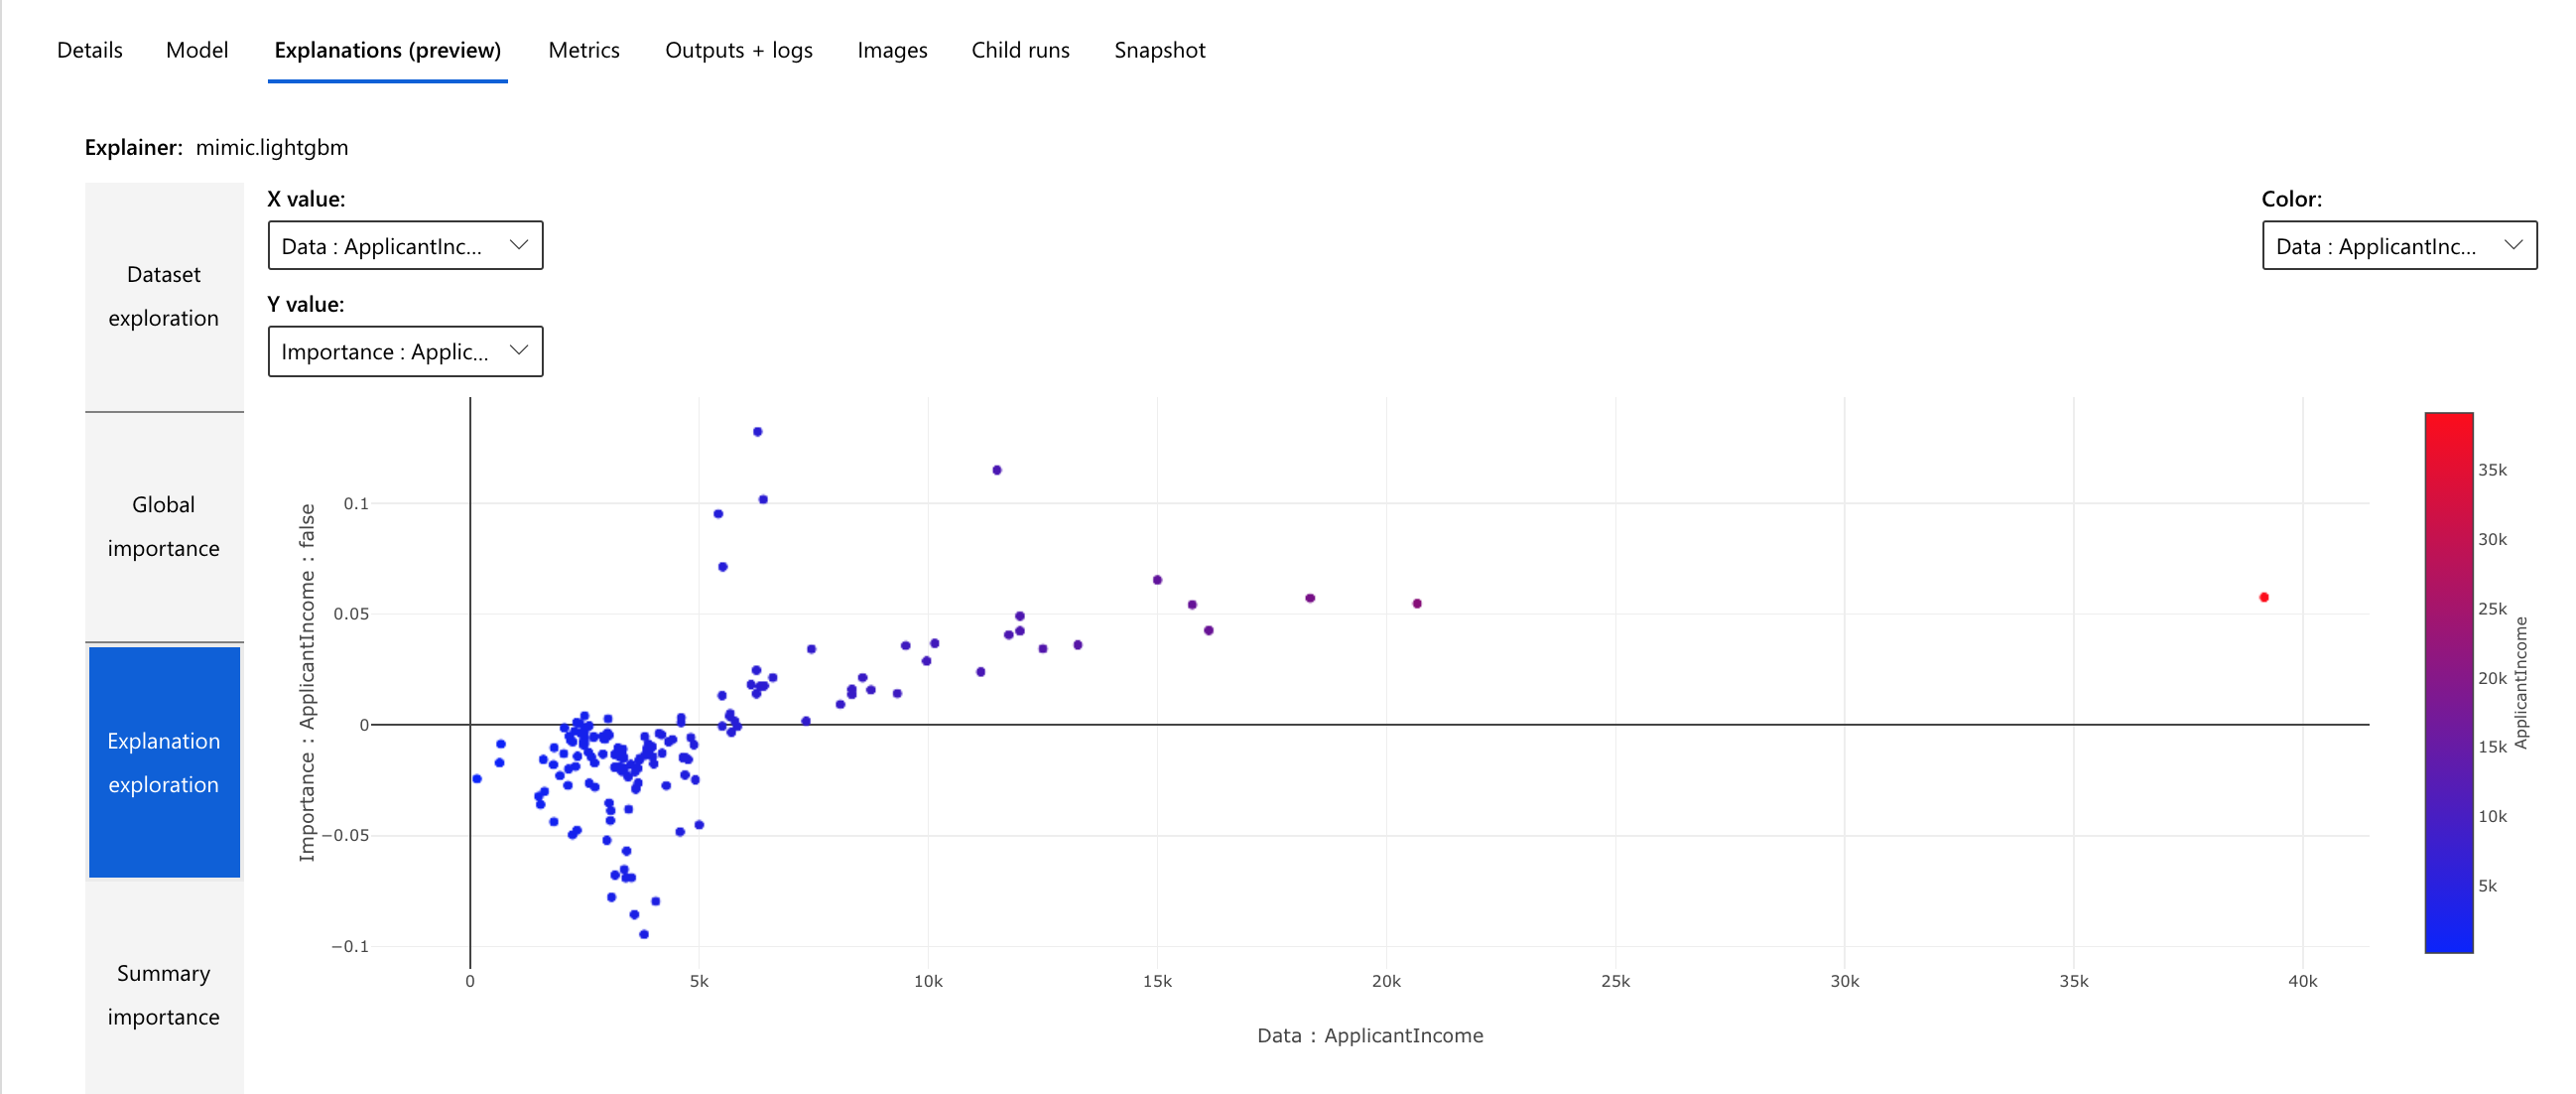 Details Model Explanations (preview) Metrics Outputs + logs Images Child runs Snapshot
Explainer: mimic.lightgbm
Dataset
exploration
Global
importance
Explanation
exploration
Summary
importance
X value:
Data : ApplicantInc...
Y value:
Importance : Applic...
Color:
Data : ApplicantInc...
Importance : ApplicantIncome : false
0.1
0.05
0
−0.05
−0.1
0 5k 10k 15k 20k 25k 30k 35k 40k
Data : ApplicantIncome
35k
30k
25k
20k
15k
10k
5k
ApplicantIncome